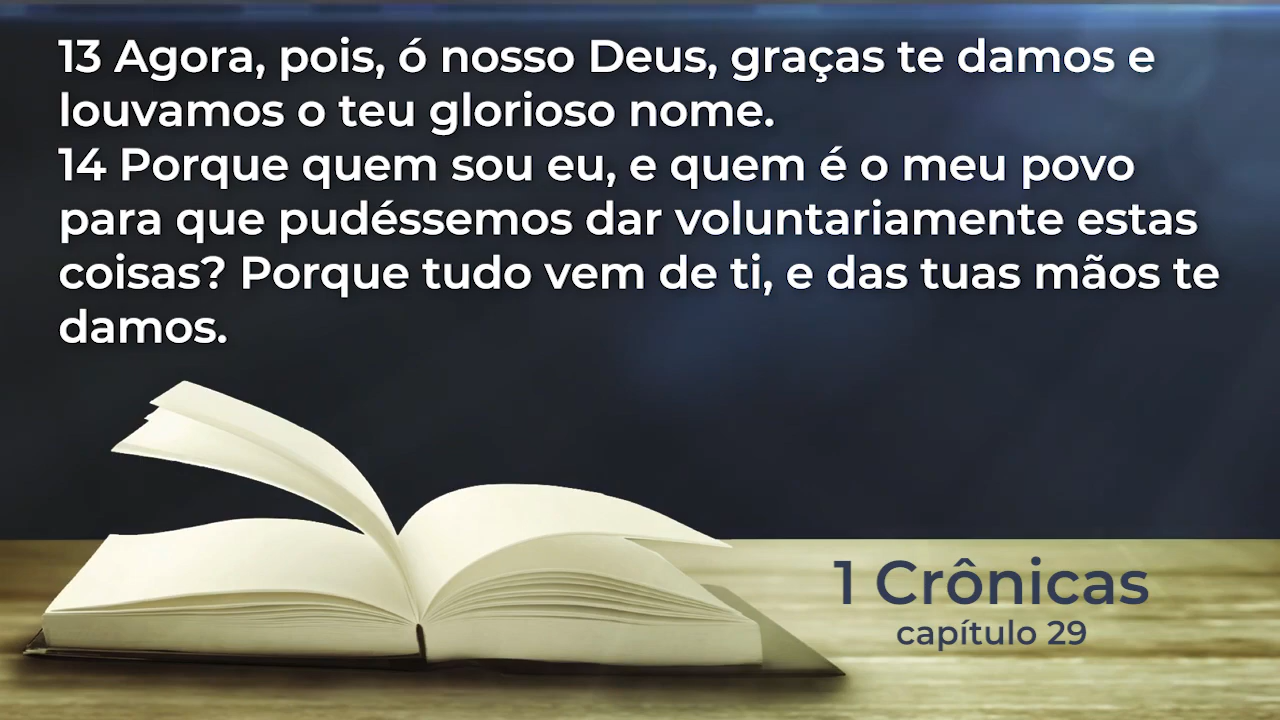 13 Agora, pois, ó nosso Deus, graças te damos e
louvamos o teu glorioso nome.
14 Porque quem sou eu, e quem é o meu povo
para que pudéssemos dar voluntariamente estas
coisas? Porque tudo vem de ti, e das tuas mãos te
damos.
1 Crônicas
capítulo 29